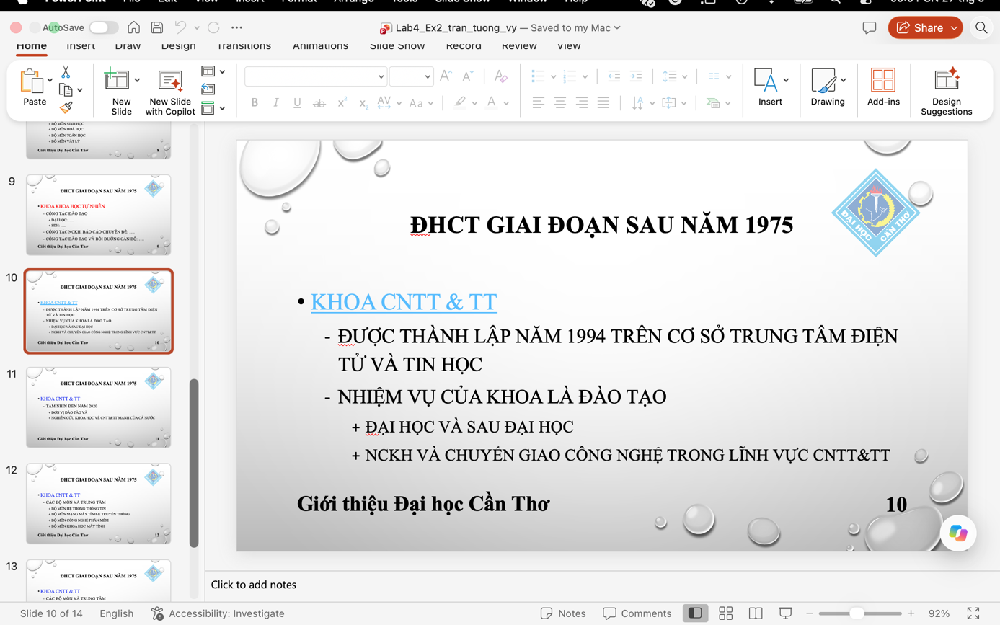 PowerPoint File Edit View Insert Format Arrange Tools Slide Show Window Help
AutoSave
Lab4_Ex2_tran_tuong_vy — Saved to my Mac
Share
Home Insert Draw Design Transitions Animations Slide Show Record Review View
Paste
New Slide
New Slide with Copilot
Insert
Drawing
Add-ins
Design Suggestions
+ BỘ MÔN SINH HỌC
+ BỘ MÔN HOÁ HỌC
+ BỘ MÔN TOÁN HỌC
+ BỘ MÔN VẬT LÝ
Giới thiệu Đại học Cần Thơ 8
9
ĐHCT GIAI ĐOẠN SAU NĂM 1975
• KHOA KHOA HỌC TỰ NHIÊN
- CÔNG TÁC ĐÀO TẠO
+ ĐẠI HỌC: ....
+ SĐH: .....
- CÔNG TÁC NCKH, BÁO CÁO CHUYÊN ĐỀ: .....
- CÔNG TÁC ĐÀO TẠO VÀ BỒI DƯỠNG CÁN BỘ: ....
Giới thiệu Đại học Cần Thơ 9
10
ĐHCT GIAI ĐOẠN SAU NĂM 1975
• KHOA CNTT & TT
- ĐƯỢC THÀNH LẬP NĂM 1994 TRÊN CƠ SỞ TRUNG TÂM ĐIỆN
TỬ VÀ TIN HỌC
- NHIỆM VỤ CỦA KHOA LÀ ĐÀO TẠO
+ ĐẠI HỌC VÀ SAU ĐẠI HỌC
+ NCKH VÀ CHUYỂN GIAO CÔNG NGHỆ TRONG LĨNH VỰC CNTT&TT
Giới thiệu Đại học Cần Thơ 10
11
ĐHCT GIAI ĐOẠN SAU NĂM 1975
• KHOA CNTT & TT
- TẦM NHÌN ĐẾN NĂM 2020
+ ĐƠN VỊ ĐÀO TẠO VÀ
+ NGHIÊN CỨU KHOA HỌC VỀ CNTT&TT MẠNH CỦA CẢ NƯỚC
Giới thiệu Đại học Cần Thơ 11
12
ĐHCT GIAI ĐOẠN SAU NĂM 1975
• KHOA CNTT & TT
- CÁC BỘ MÔN VÀ TRUNG TÂM
+ BỘ MÔN HỆ THỐNG THÔNG TIN
+ BỘ MÔN MẠNG MÁY TÍNH & TRUYỀN THÔNG
+ BỘ MÔN CÔNG NGHỆ PHẦN MỀM
+ BỘ MÔN KHOA HỌC MÁY TÍNH
Giới thiệu Đại học Cần Thơ 12
13
ĐHCT GIAI ĐOẠN SAU NĂM 1975
• KHOA CNTT & TT
- CÁC BỘ MÔN VÀ TRUNG TÂM
ĐHCT GIAI ĐOẠN SAU NĂM 1975
ĐẠI HỌC CẦN THƠ
• KHOA CNTT & TT
- ĐƯỢC THÀNH LẬP NĂM 1994 TRÊN CƠ SỞ TRUNG TÂM ĐIỆN
TỬ VÀ TIN HỌC
- NHIỆM VỤ CỦA KHOA LÀ ĐÀO TẠO
+ ĐẠI HỌC VÀ SAU ĐẠI HỌC
+ NCKH VÀ CHUYỂN GIAO CÔNG NGHỆ TRONG LĨNH VỰC CNTT&TT
Giới thiệu Đại học Cần Thơ 10
Click to add notes
Slide 10 of 14 English Accessibility: Investigate Notes Comments 92%